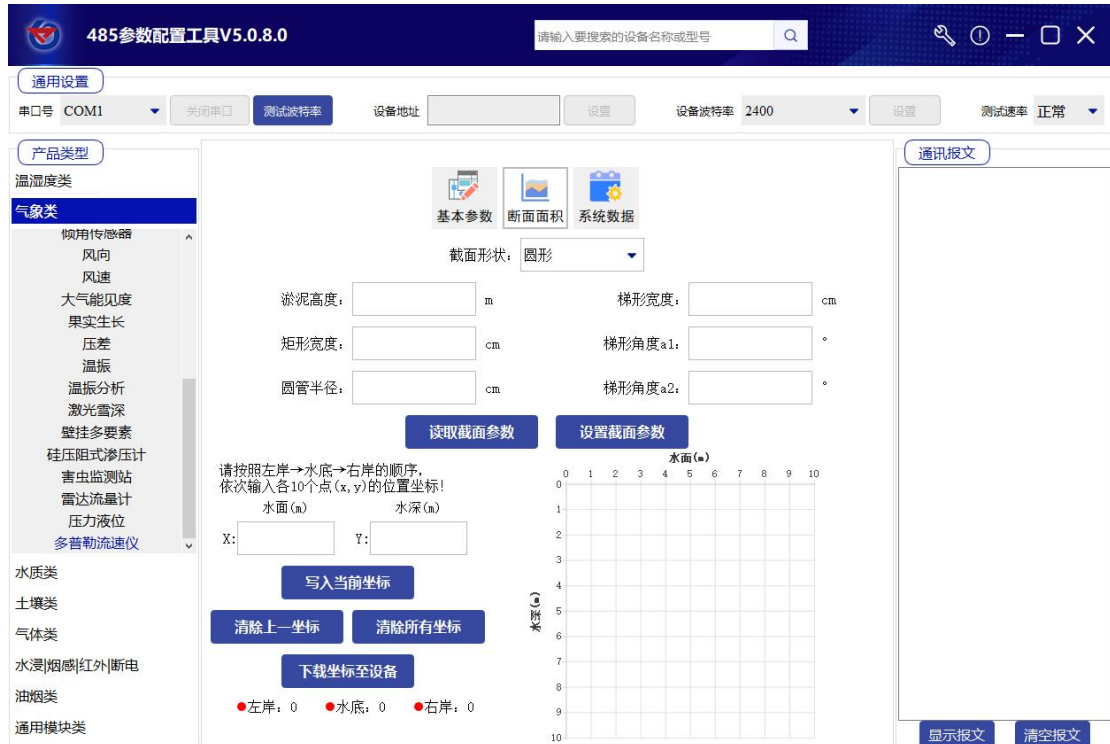 485参数配置工具V5.0.8.0
请输入要搜索的设备名称或型号
通用设置
串口号 COM1 关闭串口 测试波特率 设备地址 设置 设备波特率 2400 设置 测试速率 正常
产品类型
温湿度类
气象类
倾角传感器
风向
风速
大气能见度
果实生长
压差
温振
温振分析
激光雪深
壁挂多要素
硅压阻式渗压计
害虫监测站
雷达流量计
压力液位
多普勒流速仪
水质类
土壤类
气体类
水浸|烟感|红外|断电
油烟类
通用模块类
基本参数 断面面积 系统数据
截面形状: 圆形
淤泥高度: m 梯形宽度: cm
矩形宽度: cm 梯形角度a1: °
圆管半径: cm 梯形角度a2: °
读取截面参数 设置截面参数
请按照左岸→水底→右岸的顺序,
依次输入各10个点(x,y)的位置坐标!
水面(m) 水深(m)
X: Y:
写入当前坐标
清除上一坐标 清除所有坐标
下载坐标至设备
左岸: 0 水底: 0 右岸: 0
水面(m)
0 1 2 3 4 5 6 7 8 9 10
0
1
2
3
4
5
6
7
8
9
10
水深(m)
通讯报文
显示报文 清空报文